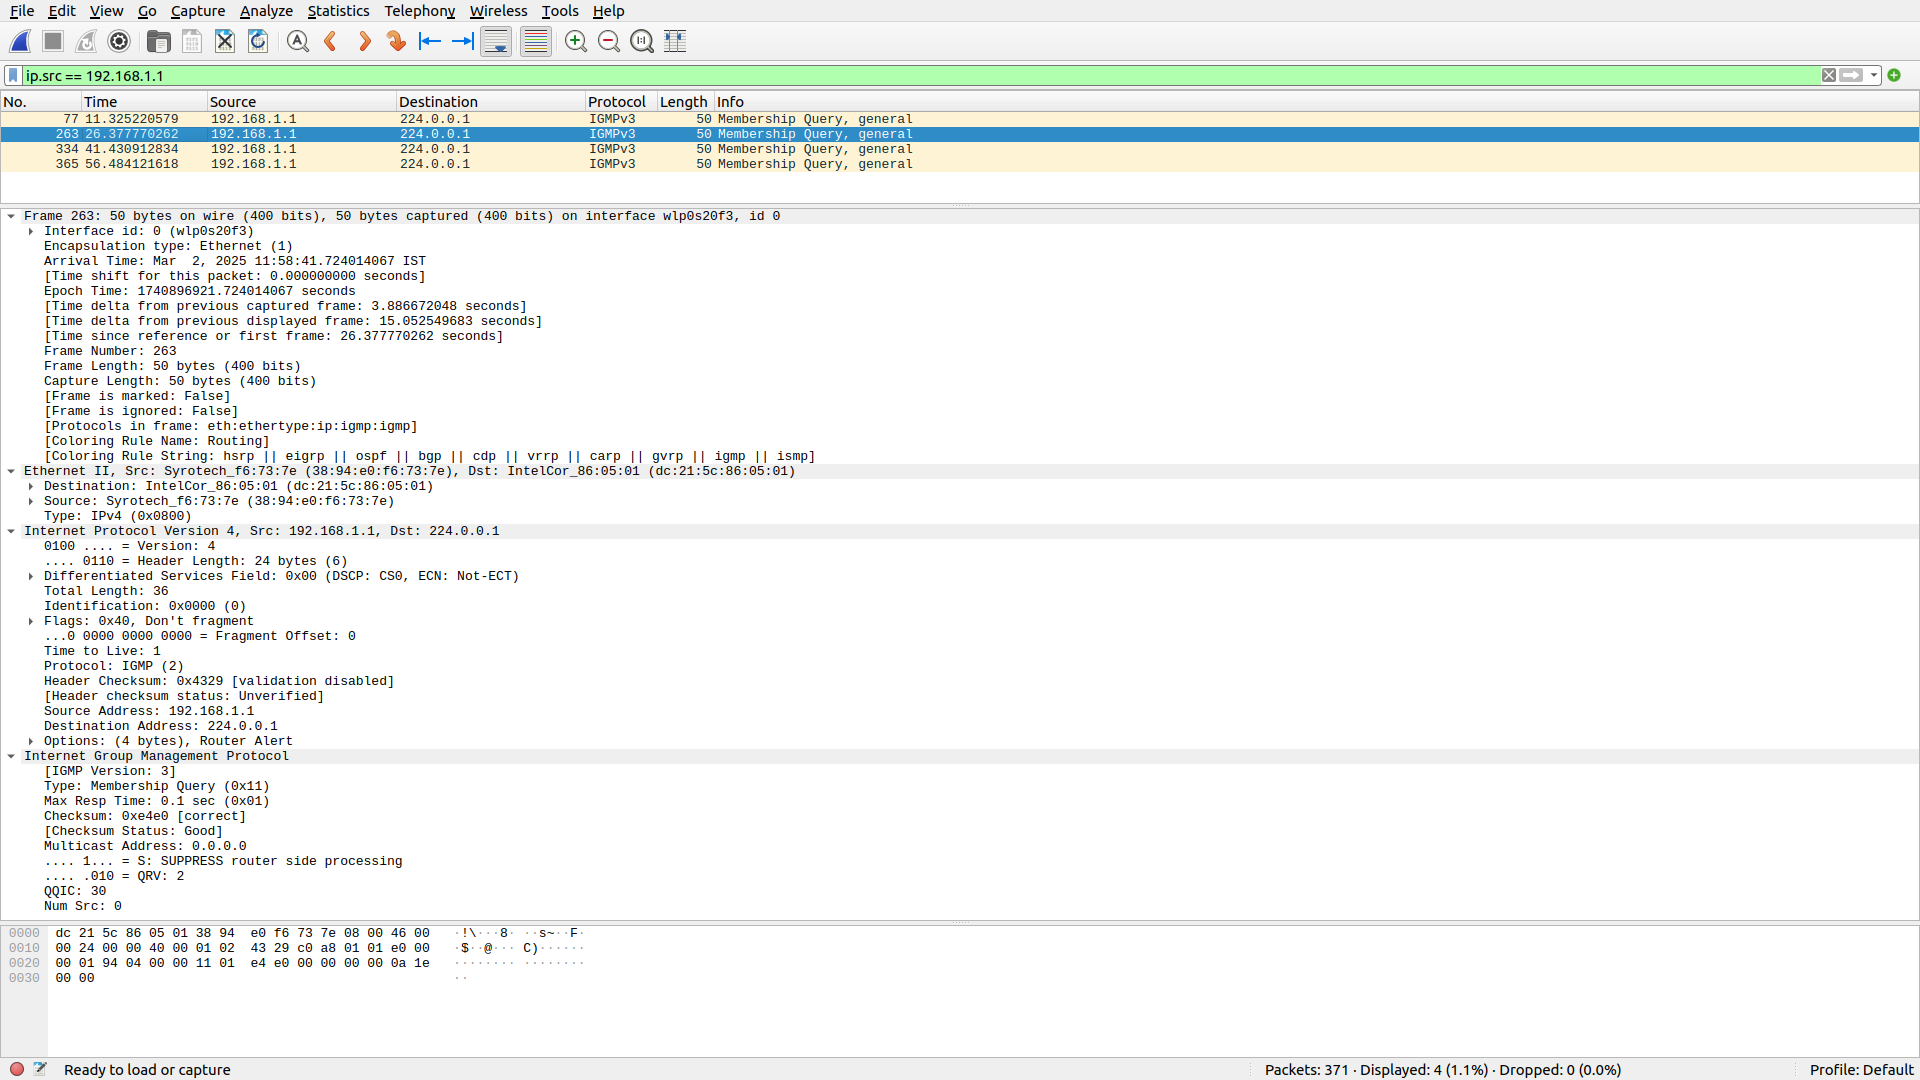 File Edit View Go Capture Analyze Statistics Telephony Wireless Tools Help
ip.src == 192.168.1.1
No. Time Source Destination Protocol Length Info
77 11.325220579 192.168.1.1 224.0.0.1 IGMPv3 50 Membership Query, general
263 26.377770262 192.168.1.1 224.0.0.1 IGMPv3 50 Membership Query, general
334 41.430912834 192.168.1.1 224.0.0.1 IGMPv3 50 Membership Query, general
365 56.484121618 192.168.1.1 224.0.0.1 IGMPv3 50 Membership Query, general
Frame 263: 50 bytes on wire (400 bits), 50 bytes captured (400 bits) on interface wlp0s20f3, id 0
Interface id: 0 (wlp0s20f3)
Encapsulation type: Ethernet (1)
Arrival Time: Mar  2, 2025 11:58:41.724014067 IST
[Time shift for this packet: 0.000000000 seconds]
Epoch Time: 1740896921.724014067 seconds
[Time delta from previous captured frame: 3.886672048 seconds]
[Time delta from previous displayed frame: 15.052549683 seconds]
[Time since reference or first frame: 26.377770262 seconds]
Frame Number: 263
Frame Length: 50 bytes (400 bits)
Capture Length: 50 bytes (400 bits)
[Frame is marked: False]
[Frame is ignored: False]
[Protocols in frame: eth:ethertype:ip:igmp:igmp]
[Coloring Rule Name: Routing]
[Coloring Rule String: hsrp || eigrp || ospf || bgp || cdp || vrrp || carp || gvrp || igmp || ismp]
Ethernet II, Src: Syrotech_f6:73:7e (38:94:e0:f6:73:7e), Dst: IntelCor_86:05:01 (dc:21:5c:86:05:01)
Destination: IntelCor_86:05:01 (dc:21:5c:86:05:01)
Source: Syrotech_f6:73:7e (38:94:e0:f6:73:7e)
Type: IPv4 (0x0800)
Internet Protocol Version 4, Src: 192.168.1.1, Dst: 224.0.0.1
0100 .... = Version: 4
.... 0110 = Header Length: 24 bytes (6)
Differentiated Services Field: 0x00 (DSCP: CS0, ECN: Not-ECT)
Total Length: 36
Identification: 0x0000 (0)
Flags: 0x40, Don't fragment
...0 0000 0000 0000 = Fragment Offset: 0
Time to Live: 1
Protocol: IGMP (2)
Header Checksum: 0x4329 [validation disabled]
[Header checksum status: Unverified]
Source Address: 192.168.1.1
Destination Address: 224.0.0.1
Options: (4 bytes), Router Alert
Internet Group Management Protocol
[IGMP Version: 3]
Type: Membership Query (0x11)
Max Resp Time: 0.1 sec (0x01)
Checksum: 0xe4e0 [correct]
[Checksum Status: Good]
Multicast Address: 0.0.0.0
.... 1... = S: SUPPRESS router side processing
.... .010 = QRV: 2
QQIC: 30
Num Src: 0
0000 dc 21 5c 86 05 01 38 94 e0 f6 73 7e 08 00 46 00 ·!\···8· ··s~··F·
0010 00 24 00 00 40 00 01 02 43 29 c0 a8 01 01 e0 00 ·$··@··· C)······
0020 00 01 94 04 00 00 11 01 e4 e0 00 00 00 00 0a 1e ········ ········
0030 00 00 ··
Ready to load or capture Packets: 371 · Displayed: 4 (1.1%) · Dropped: 0 (0.0%) Profile: Default